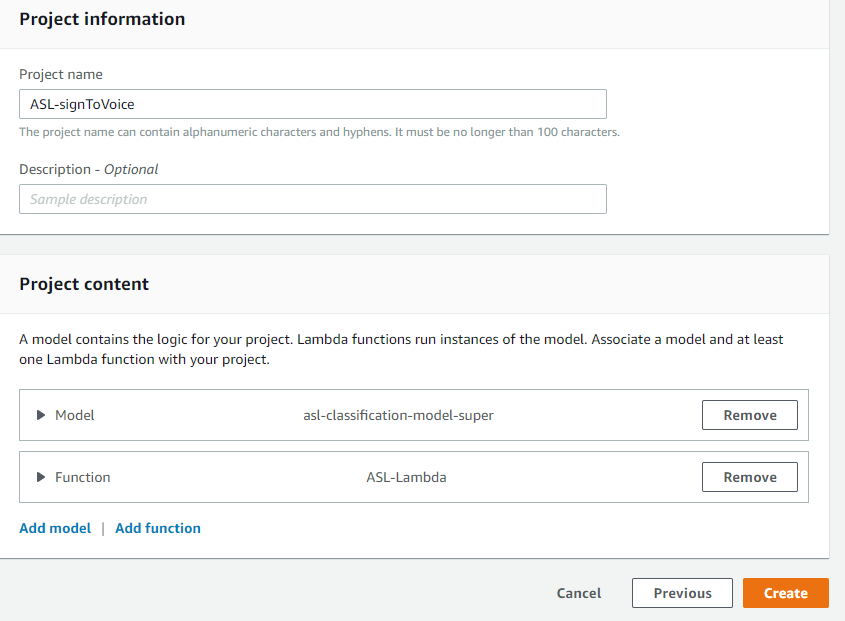 Project information
Project name
ASL-signToVoice
The project name can contain alphanumeric characters and hyphens. It must be no longer than 100 characters.
Description - Optional
Sample description
Project content
A model contains the logic for your project. Lambda functions run instances of the model. Associate a model and at least
one Lambda function with your project.
Model asl-classification-model-super Remove
Function ASL-Lambda Remove
Add model | Add function
Cancel Previous Create